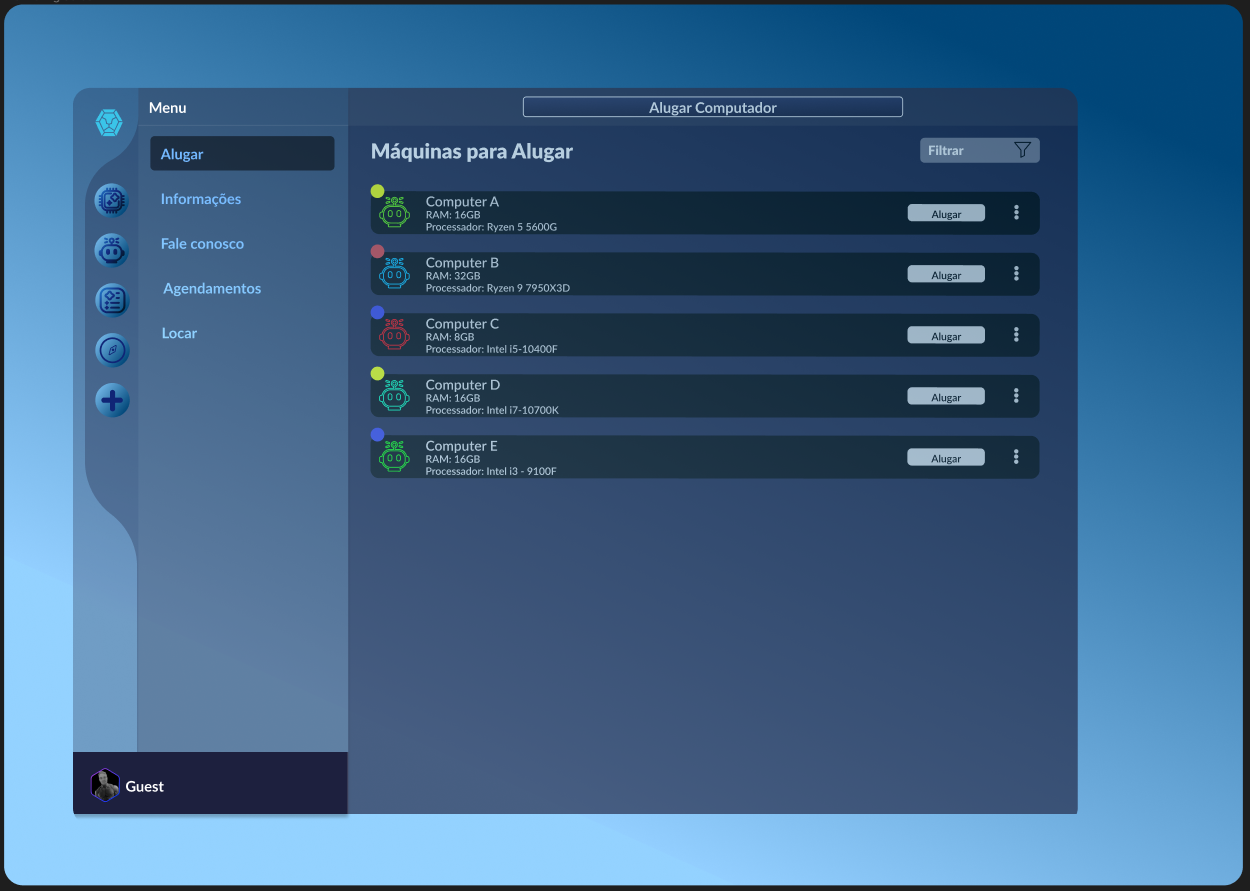 Menu
Alugar Computador
Alugar
Informações
Fale conosco
Agendamentos
Locar
Guest
Máquinas para Alugar
Filtrar
Computer A
RAM: 16GB
Processador: Ryzen 5 5600G
Alugar
Computer B
RAM: 32GB
Processador: Ryzen 9 7950X3D
Alugar
Computer C
RAM: 8GB
Processador: Intel i5-10400F
Alugar
Computer D
RAM: 16GB
Processador: Intel i7-10700K
Alugar
Computer E
RAM: 16GB
Processador: Intel i3 - 9100F
Alugar